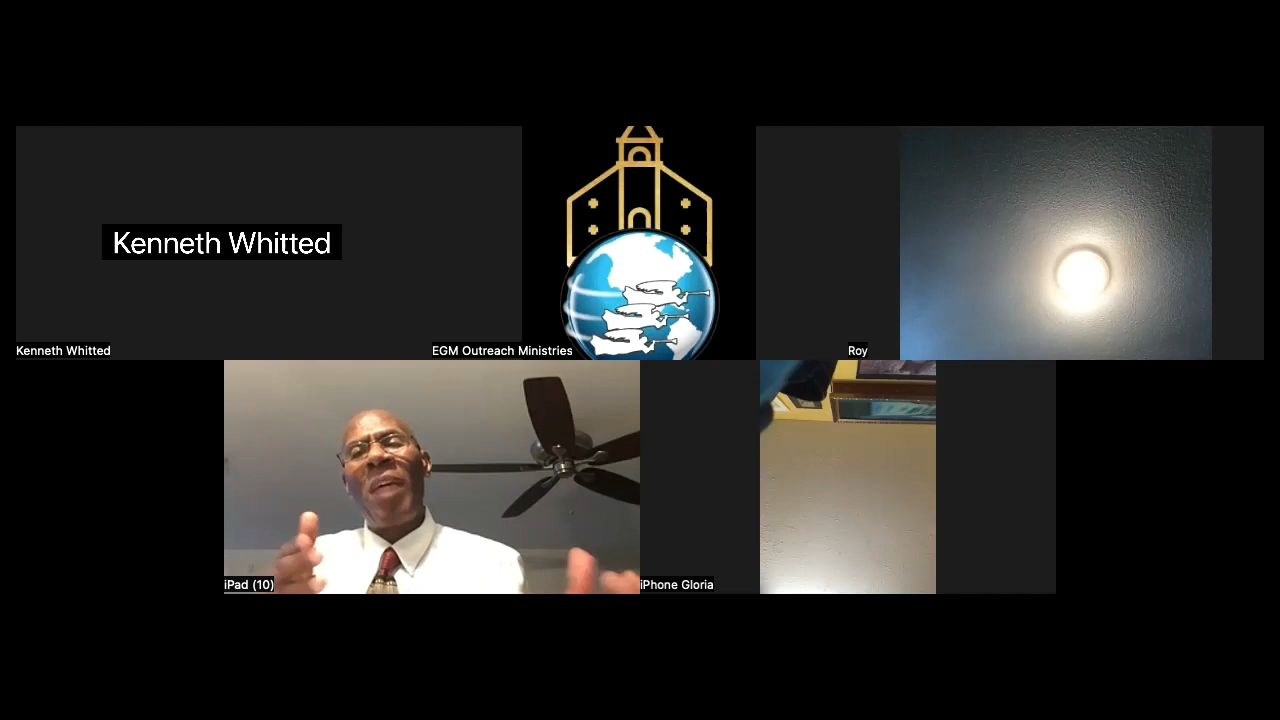 Kenneth Whitted
Kenneth Whitted
EGM Outreach Ministries
Roy
iPad (10)
iPhone Gloria